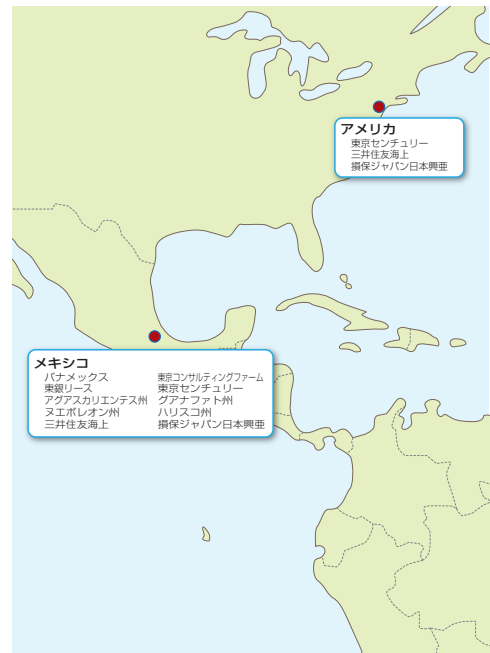 アメリカ
東京センチュリー
三井住友海上
損保ジャパン日本興亜
メキシコ
バナメックス 東京コンサルティングファーム
東銀リース 東京センチュリー
アグアスカリエンテス州 グアナファト州
ヌエボレオン州 ハリスコ州
三井住友海上 損保ジャパン日本興亜